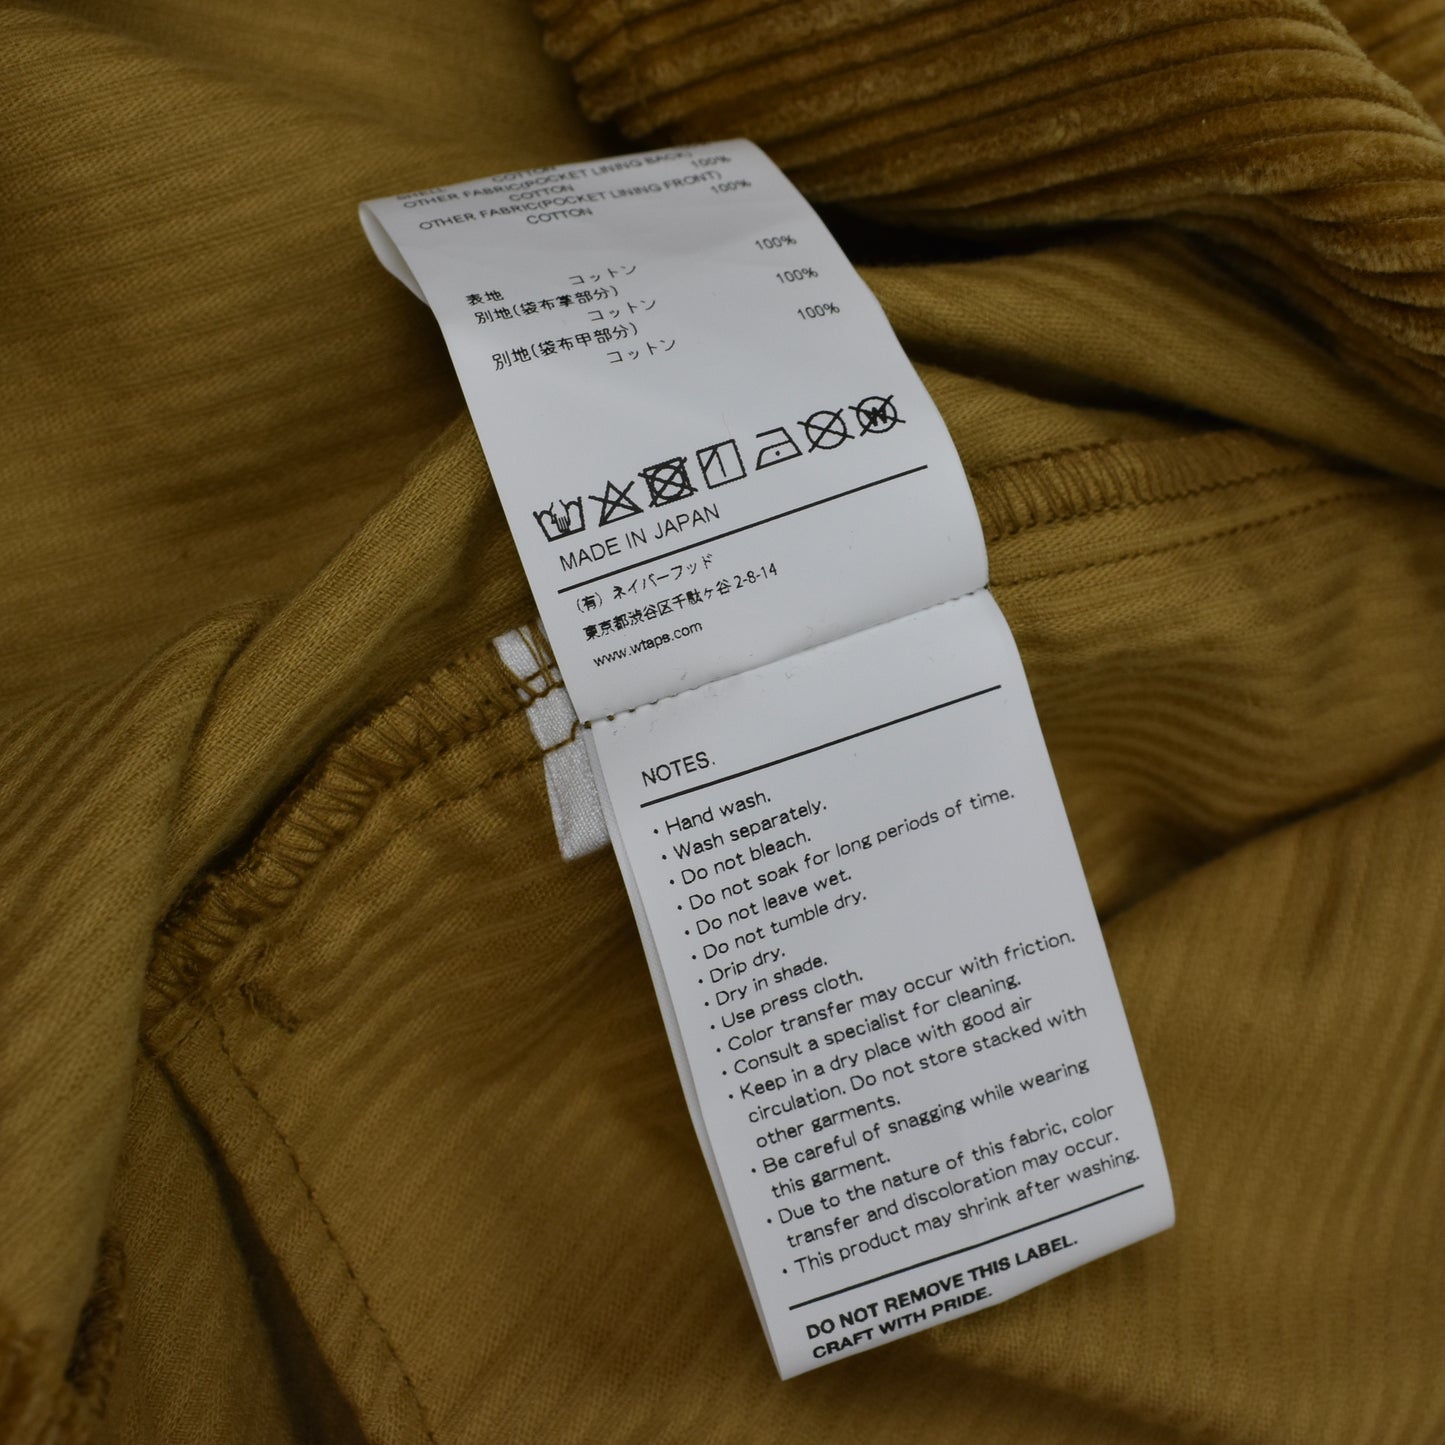 SHELL COTTON
OTHER FABRIC(POCKET LINING BACK) 100%
COTTON
OTHER FABRIC(POCKET LINING FRONT) 100%
COTTON
表地 コットン 100%
別地(袋布掌部分)
コットン 100%
別地(袋布甲部分)
コットン 100%
W
MADE IN JAPAN
(有) ネイバーフッド
東京都渋谷区千駄ヶ谷 2-8-14
www.wtaps.com
NOTES.
・Hand wash.
・Wash separately.
・Do not bleach.
・Do not soak for long periods of time.
・Do not leave wet.
・Do not tumble dry.
・Drip dry.
・Dry in shade.
・Use press cloth.
・Color transfer may occur with friction.
・Consult a specialist for cleaning.
・Keep in a dry place with good air
circulation. Do not store stacked with
other garments.
・Be careful of snagging while wearing
this garment.
・Due to the nature of this fabric, color
transfer and discoloration may occur.
・This product may shrink after washing.
DO NOT REMOVE THIS LABEL.
CRAFT WITH PRIDE.